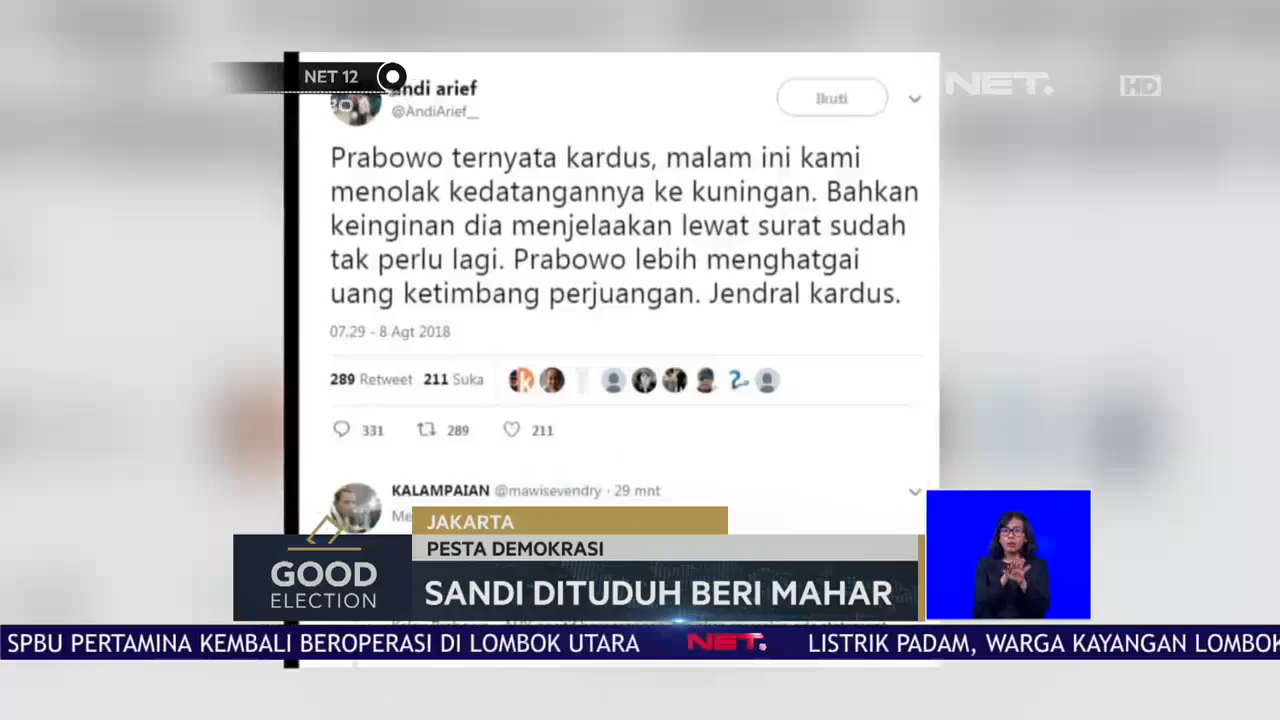 NET 12
NET.
HD
andi arief
@AndiArief__
Ikuti
Prabowo ternyata kardus, malam ini kami
menolak kedatangannya ke kuningan. Bahkan
keinginan dia menjelaakan lewat surat sudah
tak perlu lagi. Prabowo lebih menghatgai
uang ketimbang perjuangan. Jendral kardus.
07.29 - 8 Agt 2018
289 Retweet 211 Suka
331 289 211
KALAMPAIAN @mawisevendry · 29 mnt
JAKARTA
PESTA DEMOKRASI
GOOD
ELECTION
SANDI DITUDUH BERI MAHAR
SPBU PERTAMINA KEMBALI BEROPERASI DI LOMBOK UTARA NET. LISTRIK PADAM, WARGA KAYANGAN LOMBOK